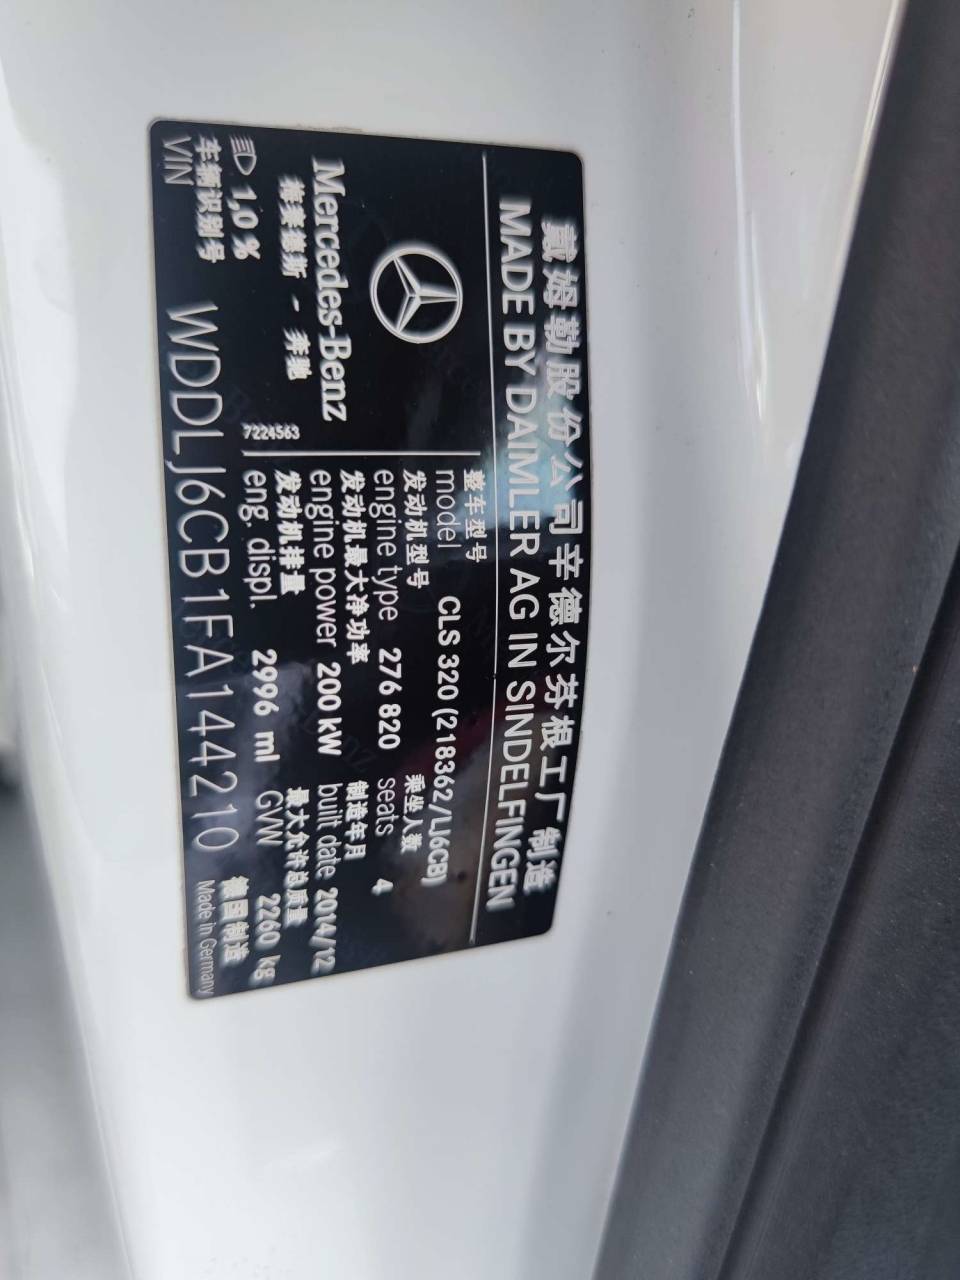 戴姆勒股份公司辛德尔芬根工厂制造
MADE BY DAIMLER AG IN SINDELFINGEN
Mercedes-Benz
梅赛德斯 - 奔驰
7224563
整车型号
model CLS 320 (218362/LJ6CB)
发动机型号 乘坐人数
engine type 276 820 seats 4
发动机最大净功率 制造年月
engine power 200 kW built date 2014/12
发动机排量 最大允许总质量
eng. displ. 2996 ml GVW 2260 kg
1,0 %
车辆识别号
VIN WDDLJ6CB1FA144210
德国制造
Made in Germany